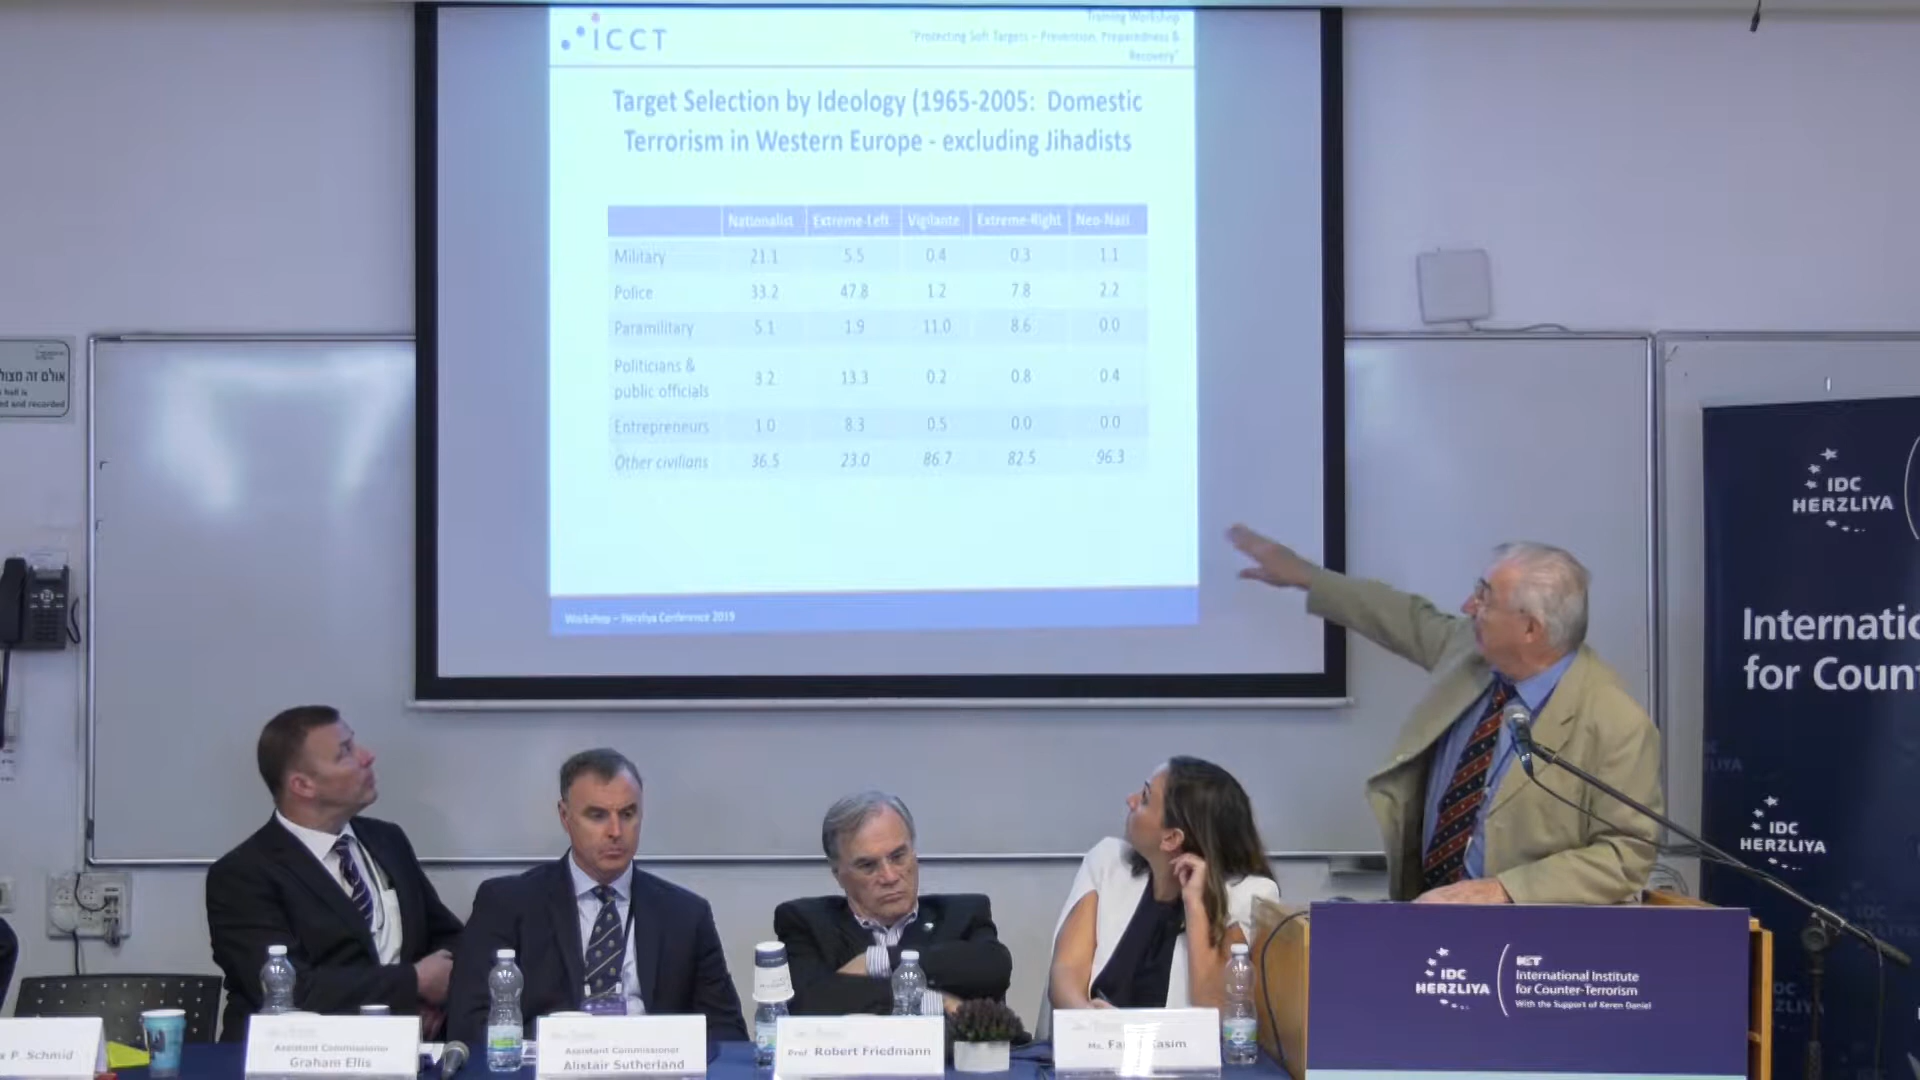 ICCT
Training Workshop
"Protecting Soft Targets – Prevention, Preparedness &
Recovery"
Target Selection by Ideology (1965-2005: Domestic
Terrorism in Western Europe - excluding Jihadists
Nationalist Extreme-Left Vigilante Extreme-Right Neo-Nazi
Military 21.1 5.5 0.4 0.3 1.1
Police 33.2 47.8 1.2 7.8 2.2
Paramilitary 5.1 1.9 11.0 8.6 0.0
Politicians &
public officials 3.2 13.3 0.2 0.8 0.4
Entrepreneurs 1.0 8.3 0.5 0.0 0.0
Other civilians 36.5 23.0 86.7 82.5 96.3
Workshop – Herzliya Conference 2019
אולם זה
hall is
and recorded
IDC
HERZLIYA
for
IDC
HERZLIYA
IDC
HERZLIYA
ICT
International Institute
for Counter-Terrorism
With the Support of Keren Daniel
P. Schmid
Assistant Commissioner
Graham Ellis
Assistant Commissioner
Alistair Sutherland
Prof. Robert Friedmann
Ms.